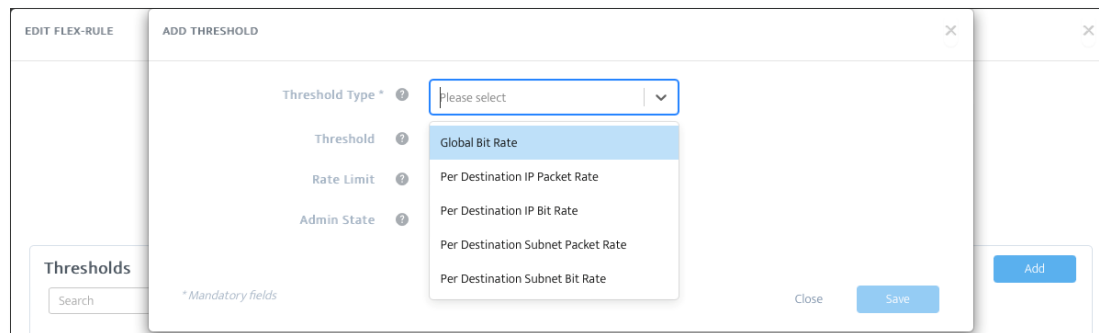 EDIT FLEX-RULE
ADD THRESHOLD
Threshold Type *
Please select
Global Bit Rate
Per Destination IP Packet Rate
Per Destination IP Bit Rate
Per Destination Subnet Packet Rate
Per Destination Subnet Bit Rate
Threshold
Rate Limit
Admin State
* Mandatory fields
Close
Save
Thresholds
Add
Search